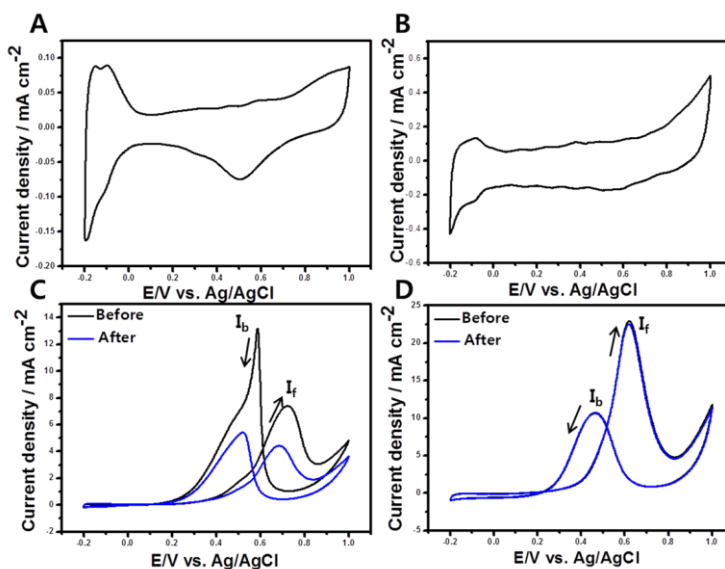 A
Current density / mA cm-2
0.10
0.05
0.00
-0.05
-0.10
-0.15
-0.20
-0.2 0.0 0.2 0.4 0.6 0.8 1.0
E/V vs. Ag/AgCl
B
Current density / mA cm-2
0.6
0.4
0.2
0.0
-0.2
-0.4
-0.6
-0.2 0.0 0.2 0.4 0.6 0.8 1.0
E/V vs. Ag/AgCl
C
Before
After
Ib
If
Current density / mA cm-2
14
12
10
8
6
4
2
0
-2
-0.2 0.0 0.2 0.4 0.6 0.8 1.0
E/V vs. Ag/AgCl
D
Before
After
If
Ib
Current density / mA cm-2
25
20
15
10
5
0
-5
-0.2 0.0 0.2 0.4 0.6 0.8 1.0
E/V vs. Ag/AgCl